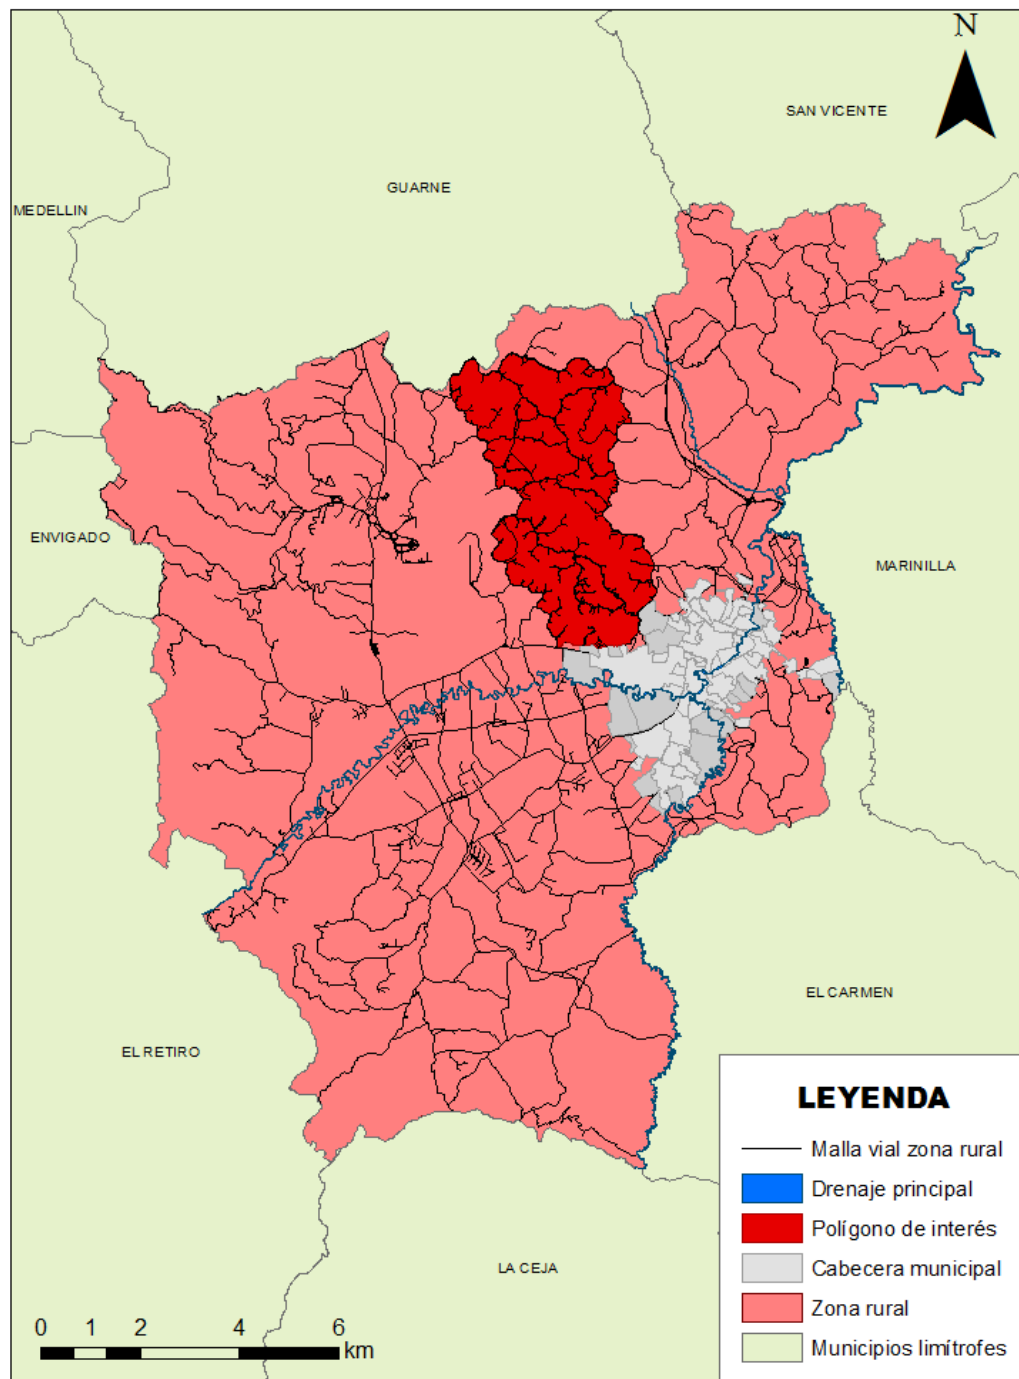 N
SAN VICENTE
GUARNE
MEDELLIN
ENVIGADO
MARINILLA
EL CARMEN
EL RETIRO
LA CEJA
LEYENDA
Malla vial zona rural
Drenaje principal
Polígono de interés
Cabecera municipal
Zona rural
Municipios limítrofes
0 1 2 4 6
km